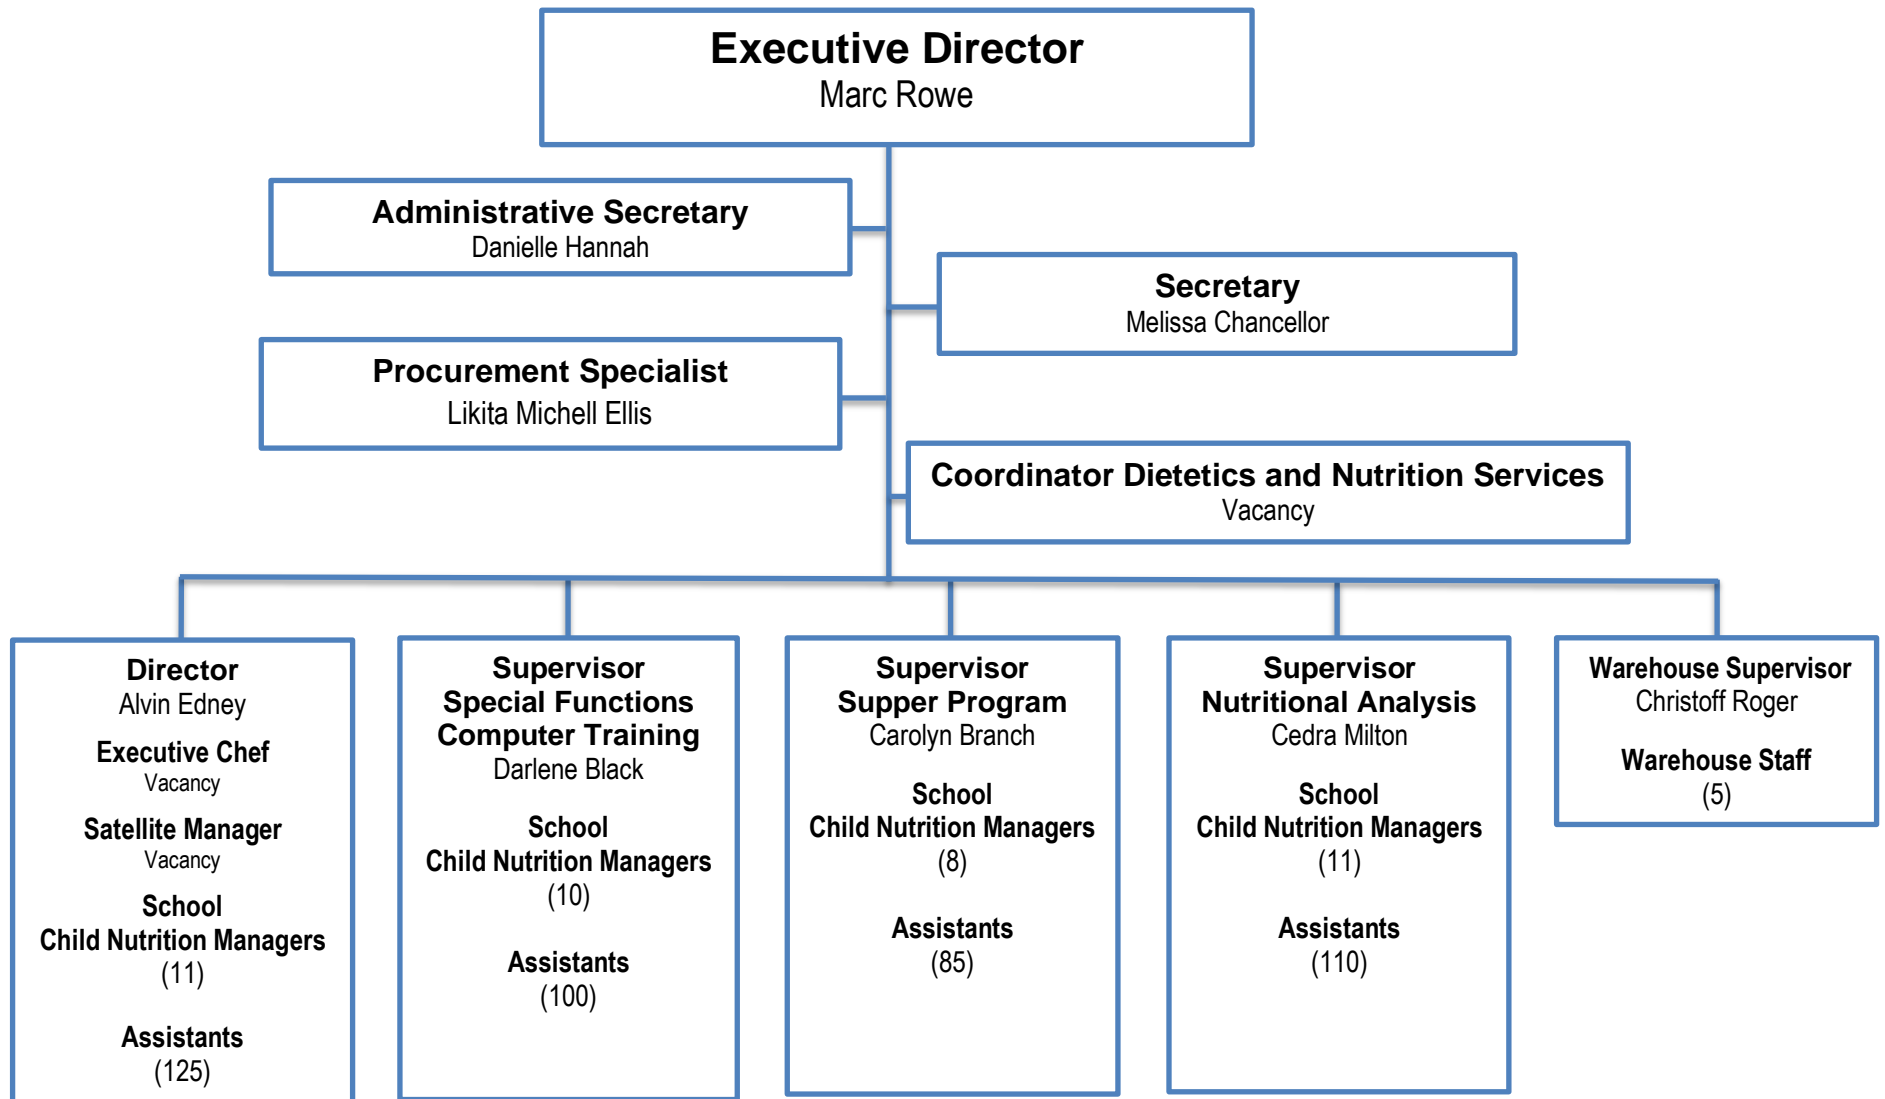 Executive Director
Marc Rowe
Administrative Secretary
Danielle Hannah
Secretary
Melissa Chancellor
Procurement Specialist
Likita Michell Ellis
Coordinator Dietetics and Nutrition Services
Vacancy
Director
Alvin Edney
Executive Chef
Vacancy
Satellite Manager
Vacancy
School
Child Nutrition Managers
(11)
Assistants
(125)
Supervisor
Special Functions
Computer Training
Darlene Black
School
Child Nutrition Managers
(10)
Assistants
(100)
Supervisor
Supper Program
Carolyn Branch
School
Child Nutrition Managers
(8)
Assistants
(85)
Supervisor
Nutritional Analysis
Cedra Milton
School
Child Nutrition Managers
(11)
Assistants
(110)
Warehouse Supervisor
Christoff Roger
Warehouse Staff
(5)